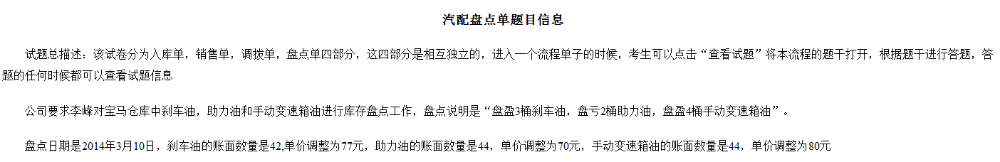 汽配盘点单题目信息
试题总描述：该试卷分为入库单，销售单，调拨单，盘点单四部分，这四部分是相互独立的，进入一个流程单子的时候，考生可以点击“查看试题”将本流程的题干打开，根据题干进行答题，答
题的任何时候都可以查看试题信息
公司要求李峰对宝马仓库中刹车油，助力油和手动变速箱油进行库存盘点工作，盘点说明是“盘盈3桶刹车油，盘亏2桶助力油，盘盈4桶手动变速箱油”。
盘点日期是2014年3月10日，刹车油的账面数量是42,单价调整为77元，助力油的账面数量是44，单价调整为70元，手动变速箱油的账面数量是44，单价调整为80元